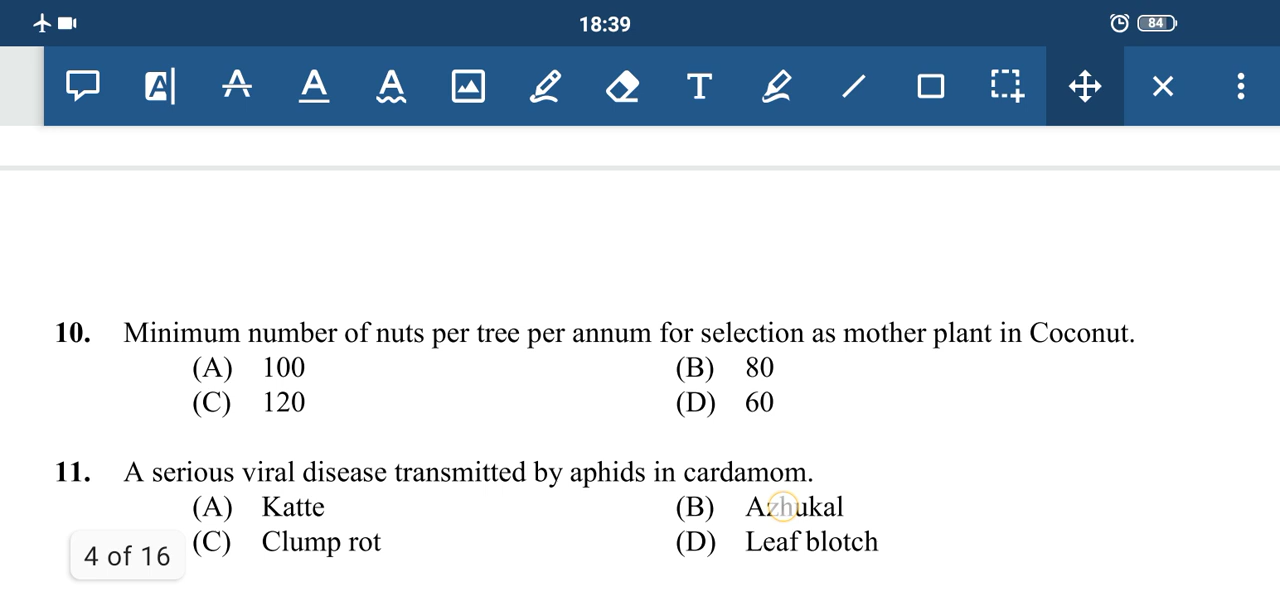 18:39
84
A A A A T
10. Minimum number of nuts per tree per annum for selection as mother plant in Coconut.
(A) 100 (B) 80
(C) 120 (D) 60
11. A serious viral disease transmitted by aphids in cardamom.
(A) Katte (B) Azhukal
(C) Clump rot (D) Leaf blotch
4 of 16